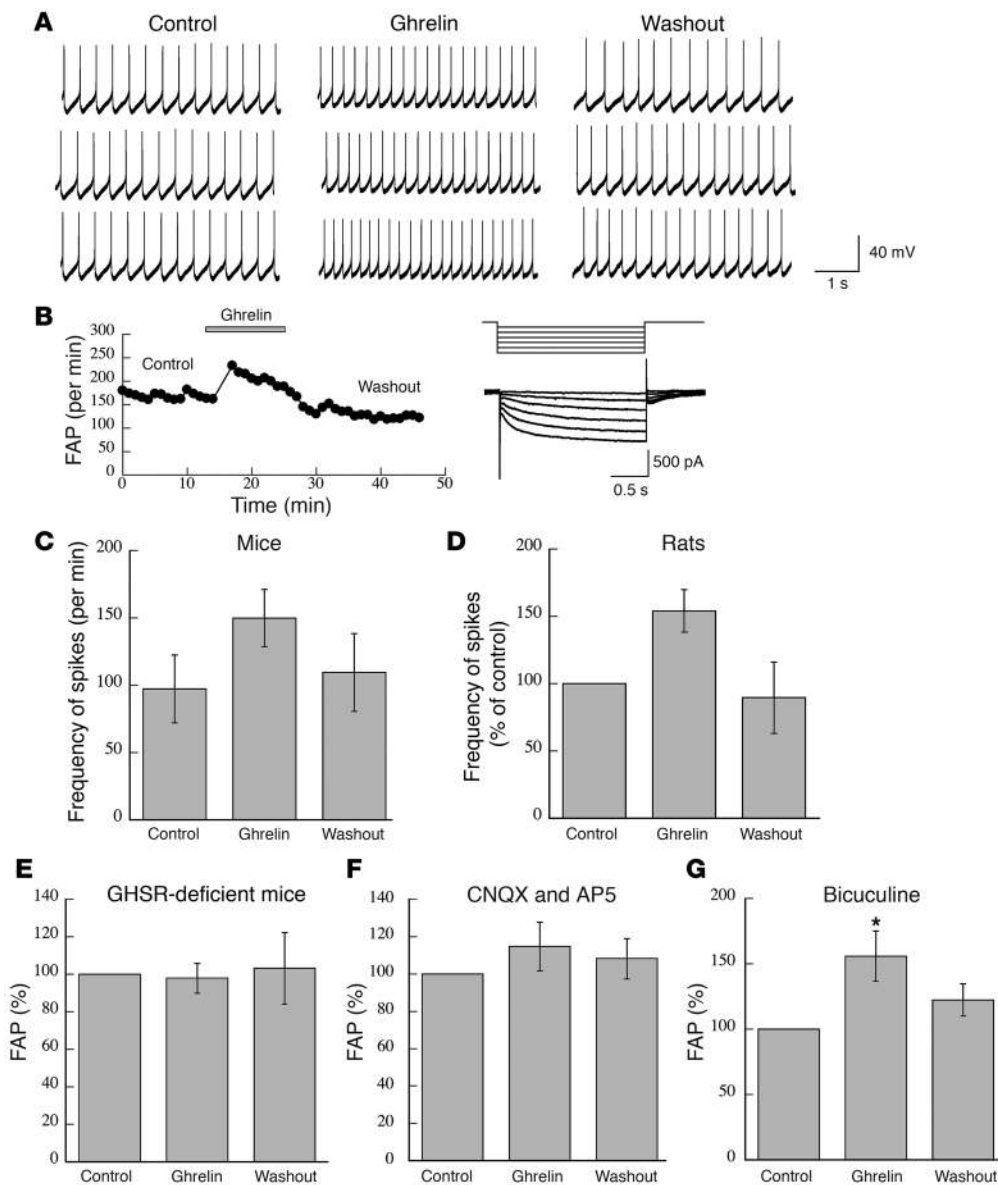 A
Control
Ghrelin
Washout
40 mV
1 s
B
Ghrelin
300
250
200
150
100
50
0
FAP (per min)
Control
Washout
0
10
20
30
40
50
Time (min)
500 pA
0.5 s
C
Mice
200
150
100
50
0
Frequency of spikes (per min)
Control
Ghrelin
Washout
D
Rats
200
150
100
50
0
Frequency of spikes
(% of control)
Control
Ghrelin
Washout
E
GHSR-deficient mice
140
120
100
80
60
40
20
0
FAP (%)
Control
Ghrelin
Washout
F
CNQX and AP5
140
120
100
80
60
40
20
0
FAP (%)
Control
Ghrelin
Washout
G
Bicuculine
200
150
100
50
0
FAP (%)
*
Control
Ghrelin
Washout